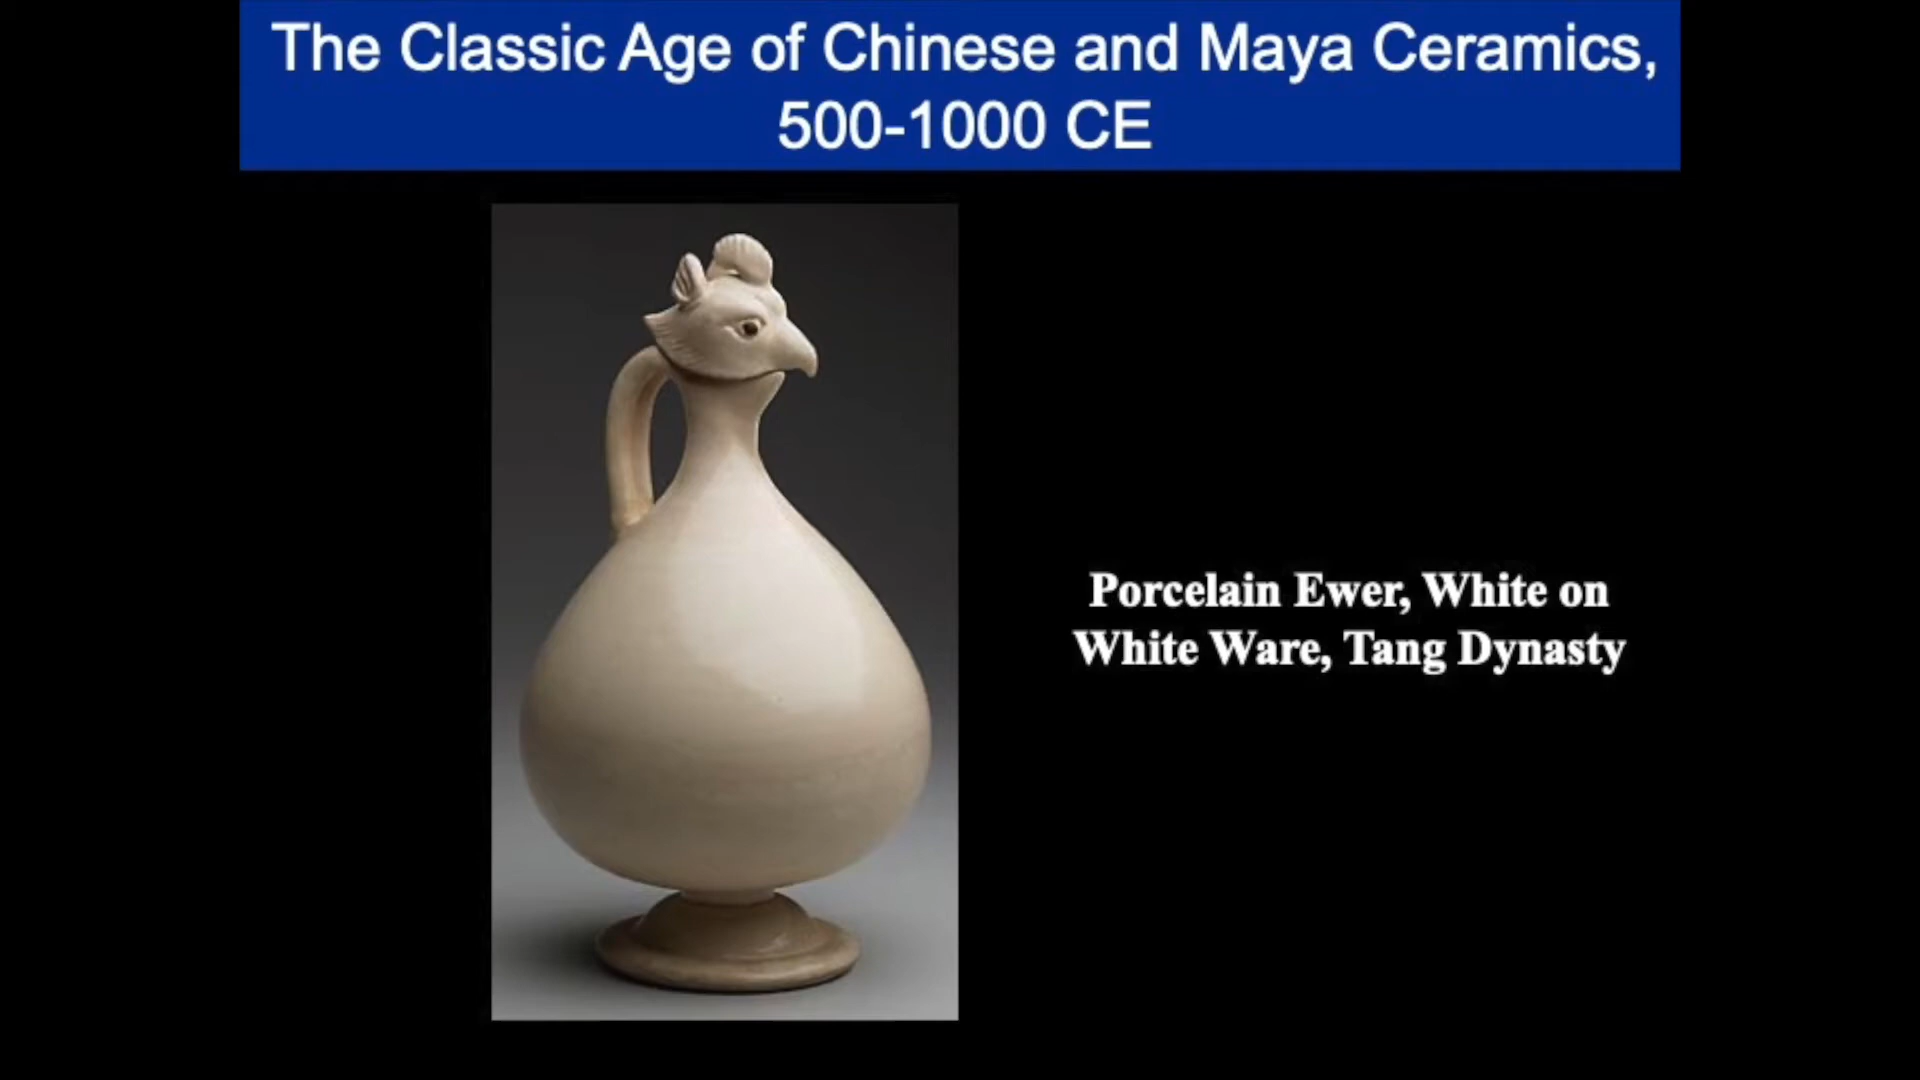 The Classic Age of Chinese and Maya Ceramics,
500-1000 CE
Porcelain Ewer, White on
White Ware, Tang Dynasty